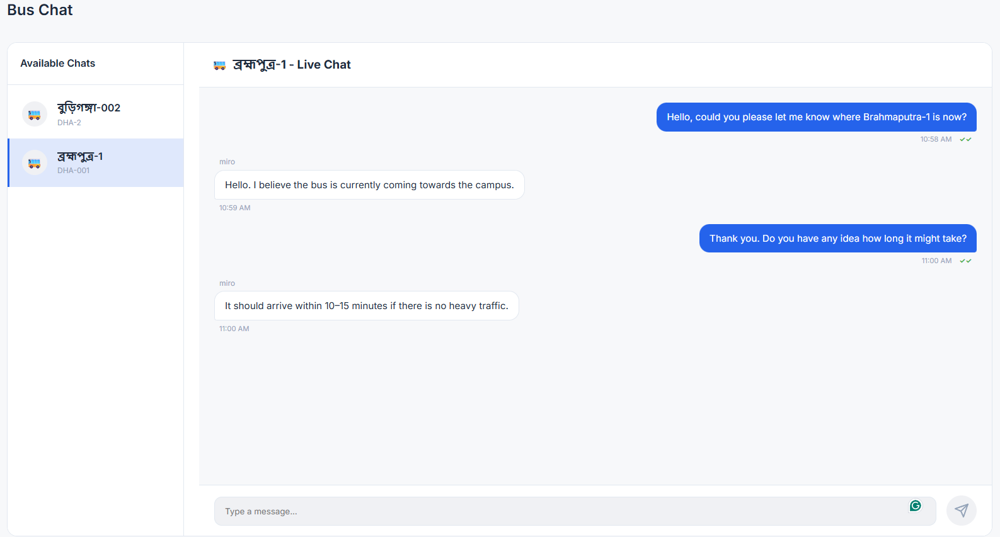 Bus Chat
Available Chats
বুড়িগঙ্গা-002
DHA-2
ব্রহ্মপুত্র-1
DHA-001
ব্রহ্মপুত্র-1 - Live Chat
Hello, could you please let me know where Brahmaputra-1 is now?
10:58 AM
miro
Hello. I believe the bus is currently coming towards the campus.
10:59 AM
Thank you. Do you have any idea how long it might take?
11:00 AM
miro
It should arrive within 10–15 minutes if there is no heavy traffic.
11:00 AM
Type a message...